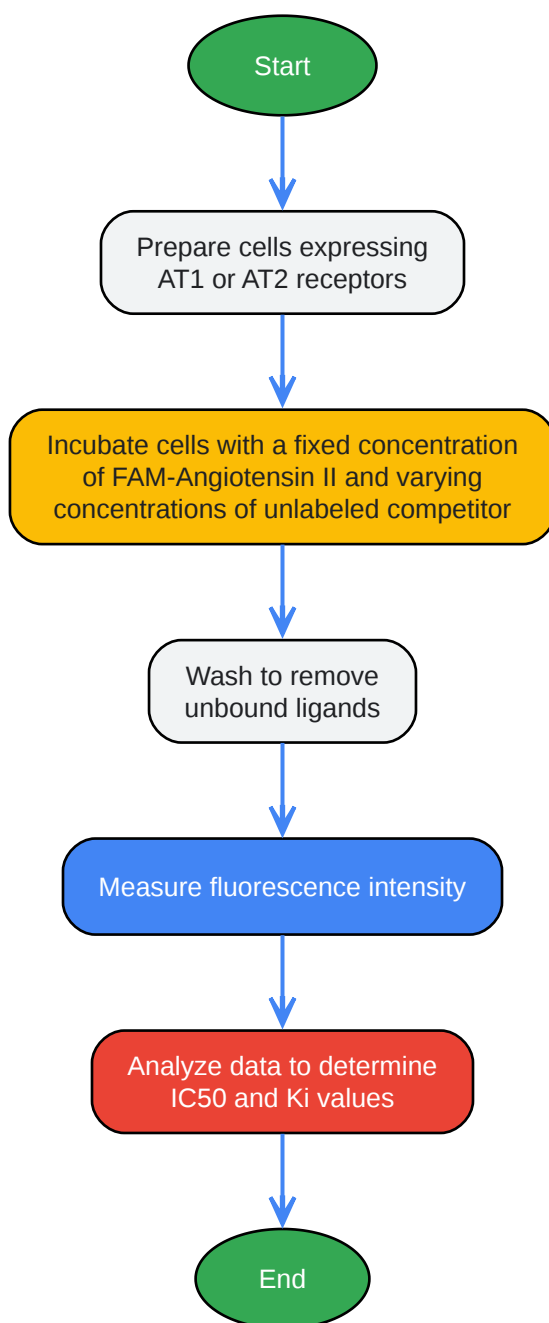 Start
Prepare cells expressing
AT1 or AT2 receptors
Incubate cells with a fixed concentration
of FAM-Angiotensin II and varying
concentrations of unlabeled competitor
Wash to remove
unbound ligands
Measure fluorescence intensity
Analyze data to determine
IC50 and Ki values
End